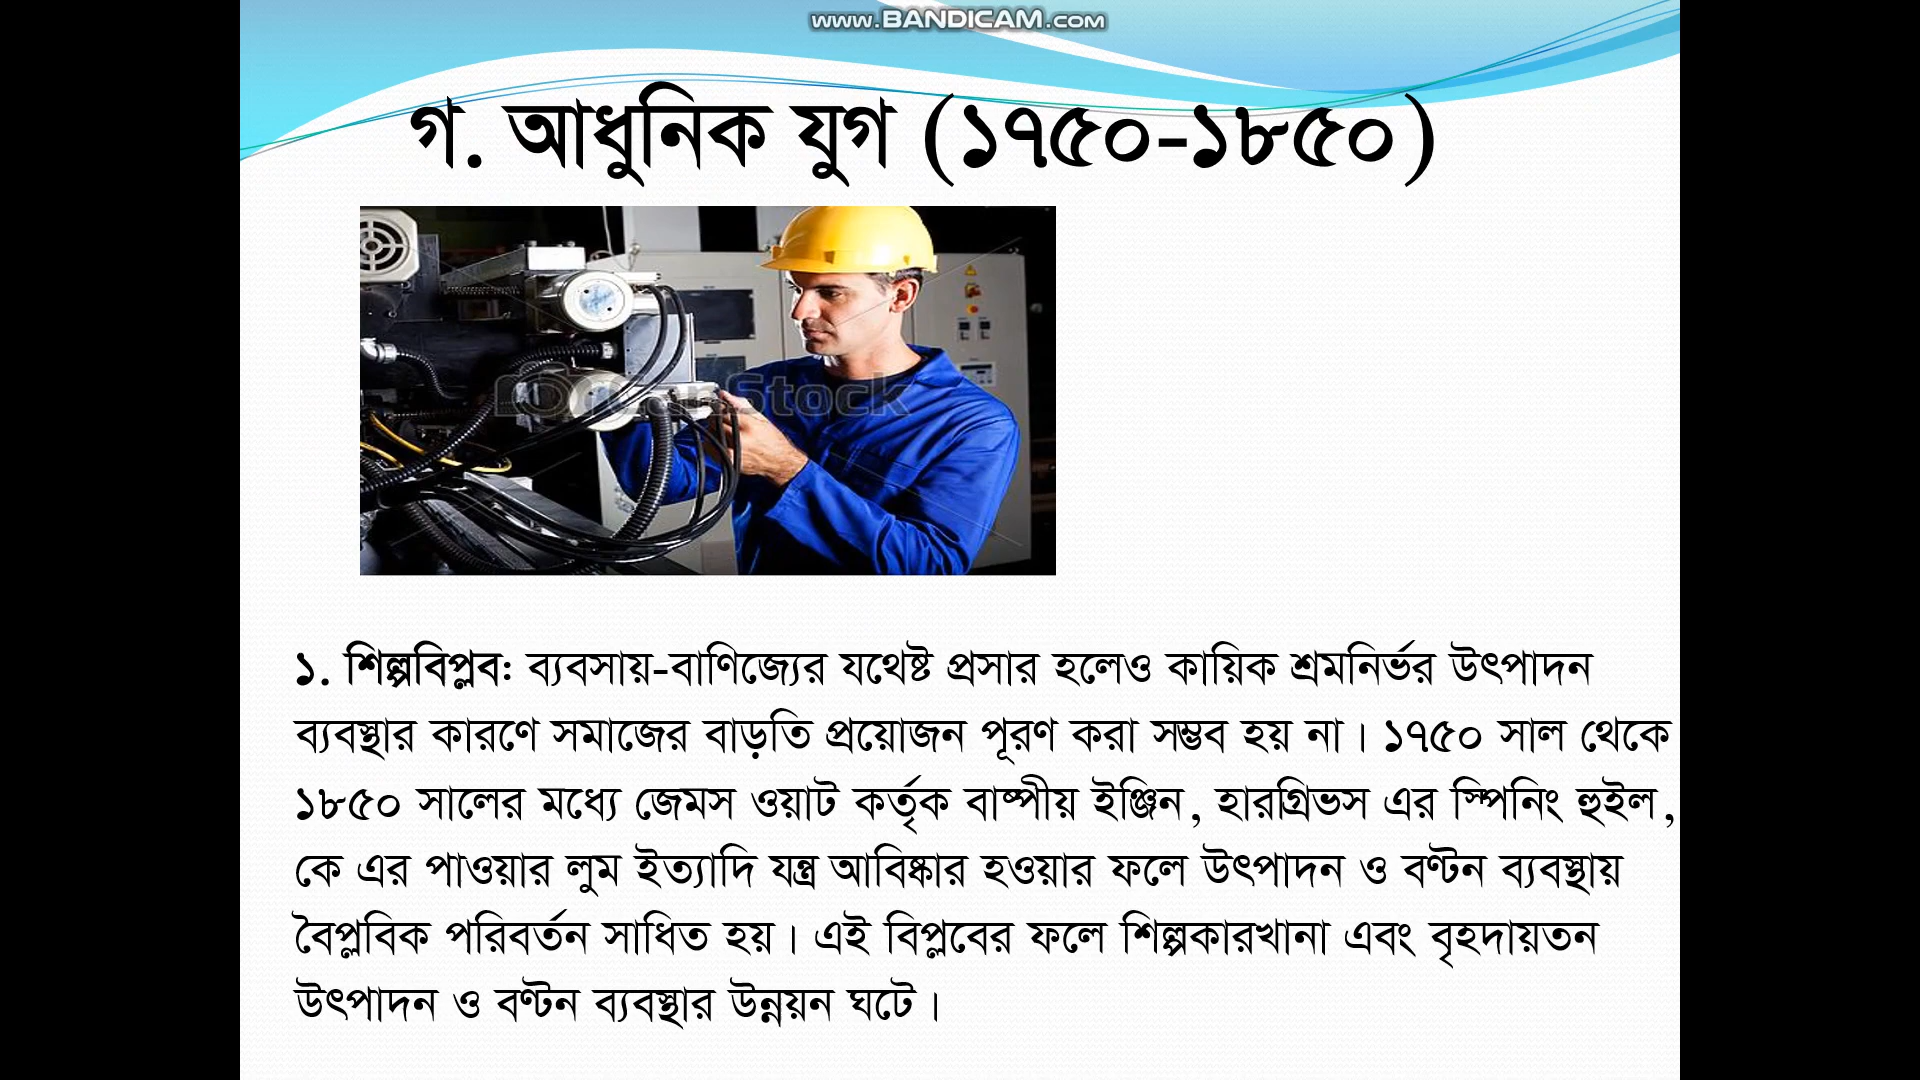 www.BANDICAM.com
গ. আধুনিক যুগ (১৭৫০-১৮৫০)
CanStock
১. শিল্পবিপ্লব: ব্যবসায়-বাণিজ্যের যথেষ্ট প্রসার হলেও কায়িক শ্রমনির্ভর উৎপাদন
ব্যবস্থার কারণে সমাজের বাড়তি প্রয়োজন পূরণ করা সম্ভব হয় না। ১৭৫০ সাল থেকে
১৮৫০ সালের মধ্যে জেমস ওয়াট কর্তৃক বাষ্পীয় ইঞ্জিন, হারগ্রিভস এর স্পিনিং হুইল,
কে এর পাওয়ার লুম ইত্যাদি যন্ত্র আবিষ্কার হওয়ার ফলে উৎপাদন ও বণ্টন ব্যবস্থায়
বৈপ্লবিক পরিবর্তন সাধিত হয়। এই বিপ্লবের ফলে শিল্পকারখানা এবং বৃহদায়তন
উৎপাদন ও বণ্টন ব্যবস্থার উন্নয়ন ঘটে।